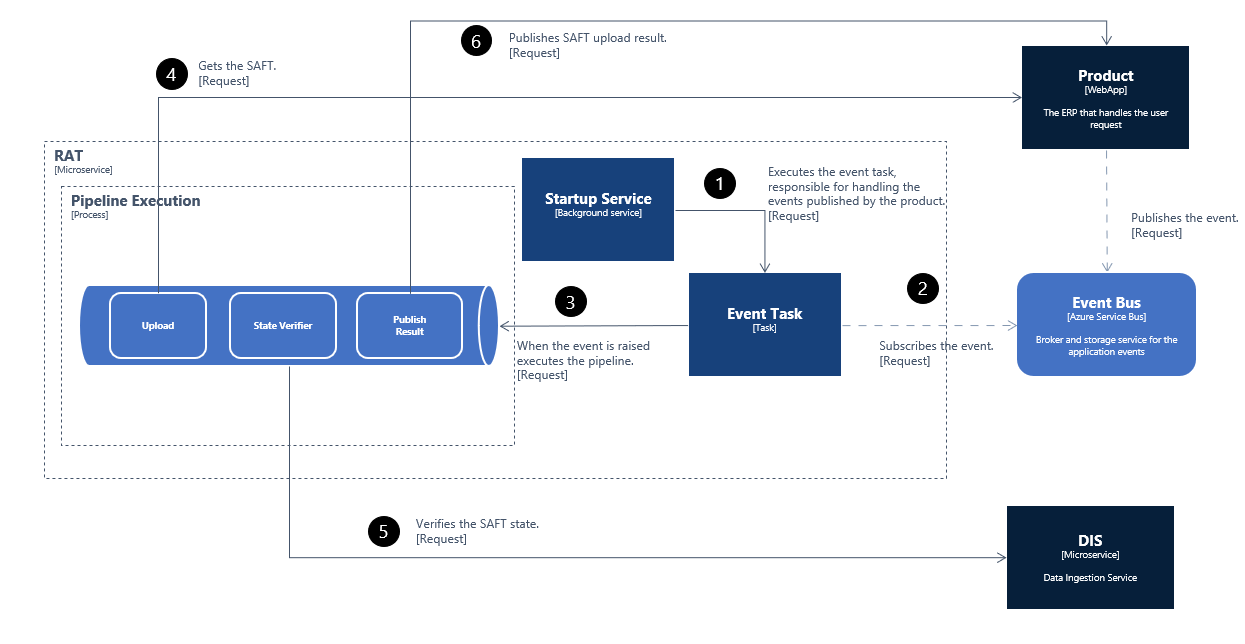 6
Publishes SAFT upload result.
[Request]
4
Gets the SAFT.
[Request]
Product
[WebApp]
The ERP that handles the user
request
RAT
[Microservice]
Pipeline Execution
[Process]
Startup Service
[Background service]
1
Executes the event task,
responsible for handling the
events published by the product.
[Request]
Publishes the event.
[Request]
Upload
State Verifier
Publish
Result
3
When the event is raised
executes the pipeline.
[Request]
Event Task
[Task]
2
Subscribes the event.
[Request]
Event Bus
[Azure Service Bus]
Broker and storage service for the
application events
5
Verifies the SAFT state.
[Request]
DIS
[Microservice]
Data Ingestion Service